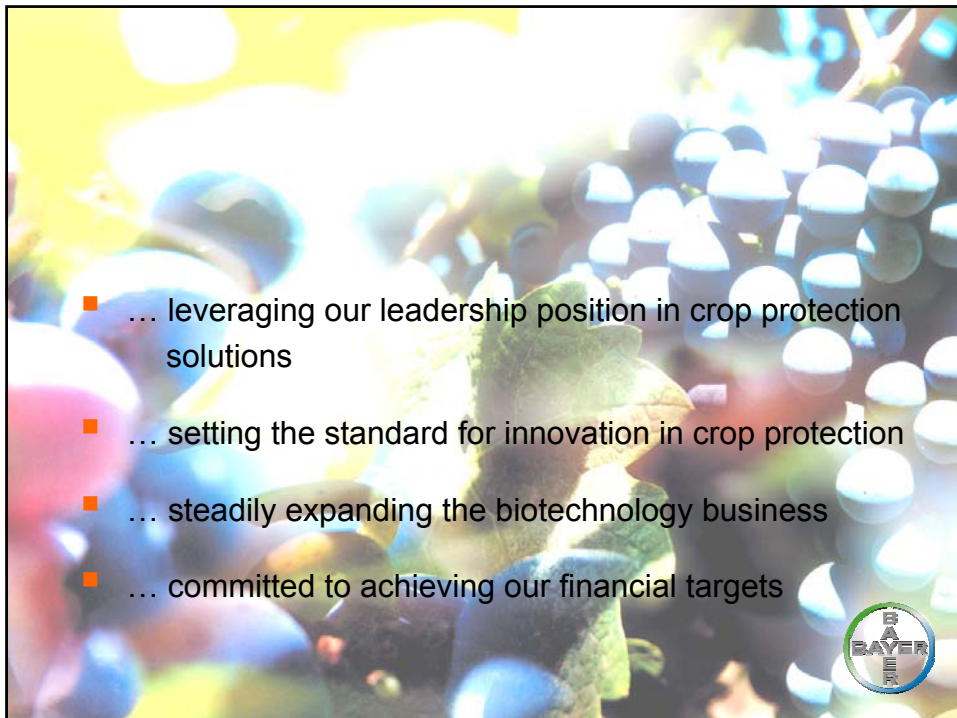 … leveraging our leadership position in crop protection
solutions
… setting the standard for innovation in crop protection
… steadily expanding the biotechnology business
… committed to achieving our financial targets
BAYER
BAYER